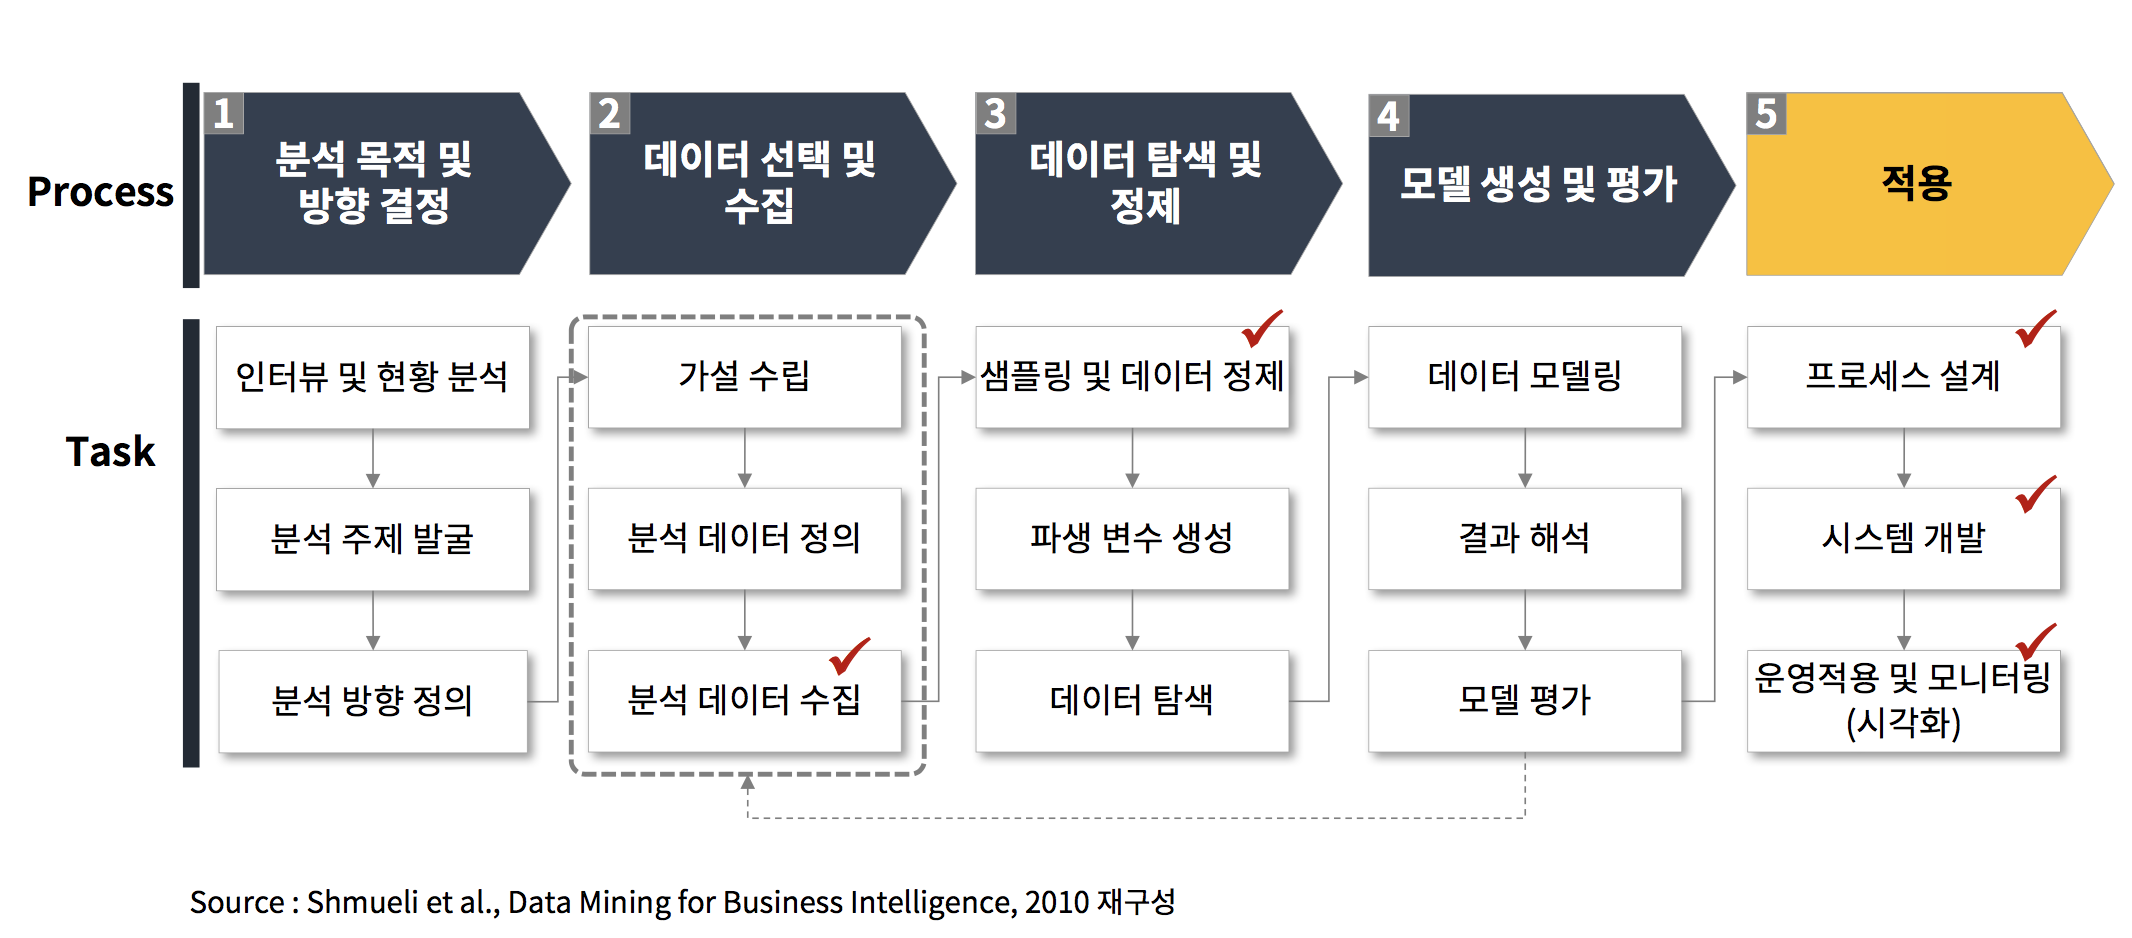 Process
1
분석 목적 및
방향 결정
2
데이터 선택 및
수집
3
데이터 탐색 및
정제
4
모델 생성 및 평가
5
적용
Task
인터뷰 및 현황 분석
분석 주제 발굴
분석 방향 정의
가설 수립
분석 데이터 정의
분석 데이터 수집
샘플링 및 데이터 정제
파생 변수 생성
데이터 탐색
데이터 모델링
결과 해석
모델 평가
프로세스 설계
시스템 개발
운영적용 및 모니터링
(시각화)
Source : Shmueli et al., Data Mining for Business Intelligence, 2010 재구성